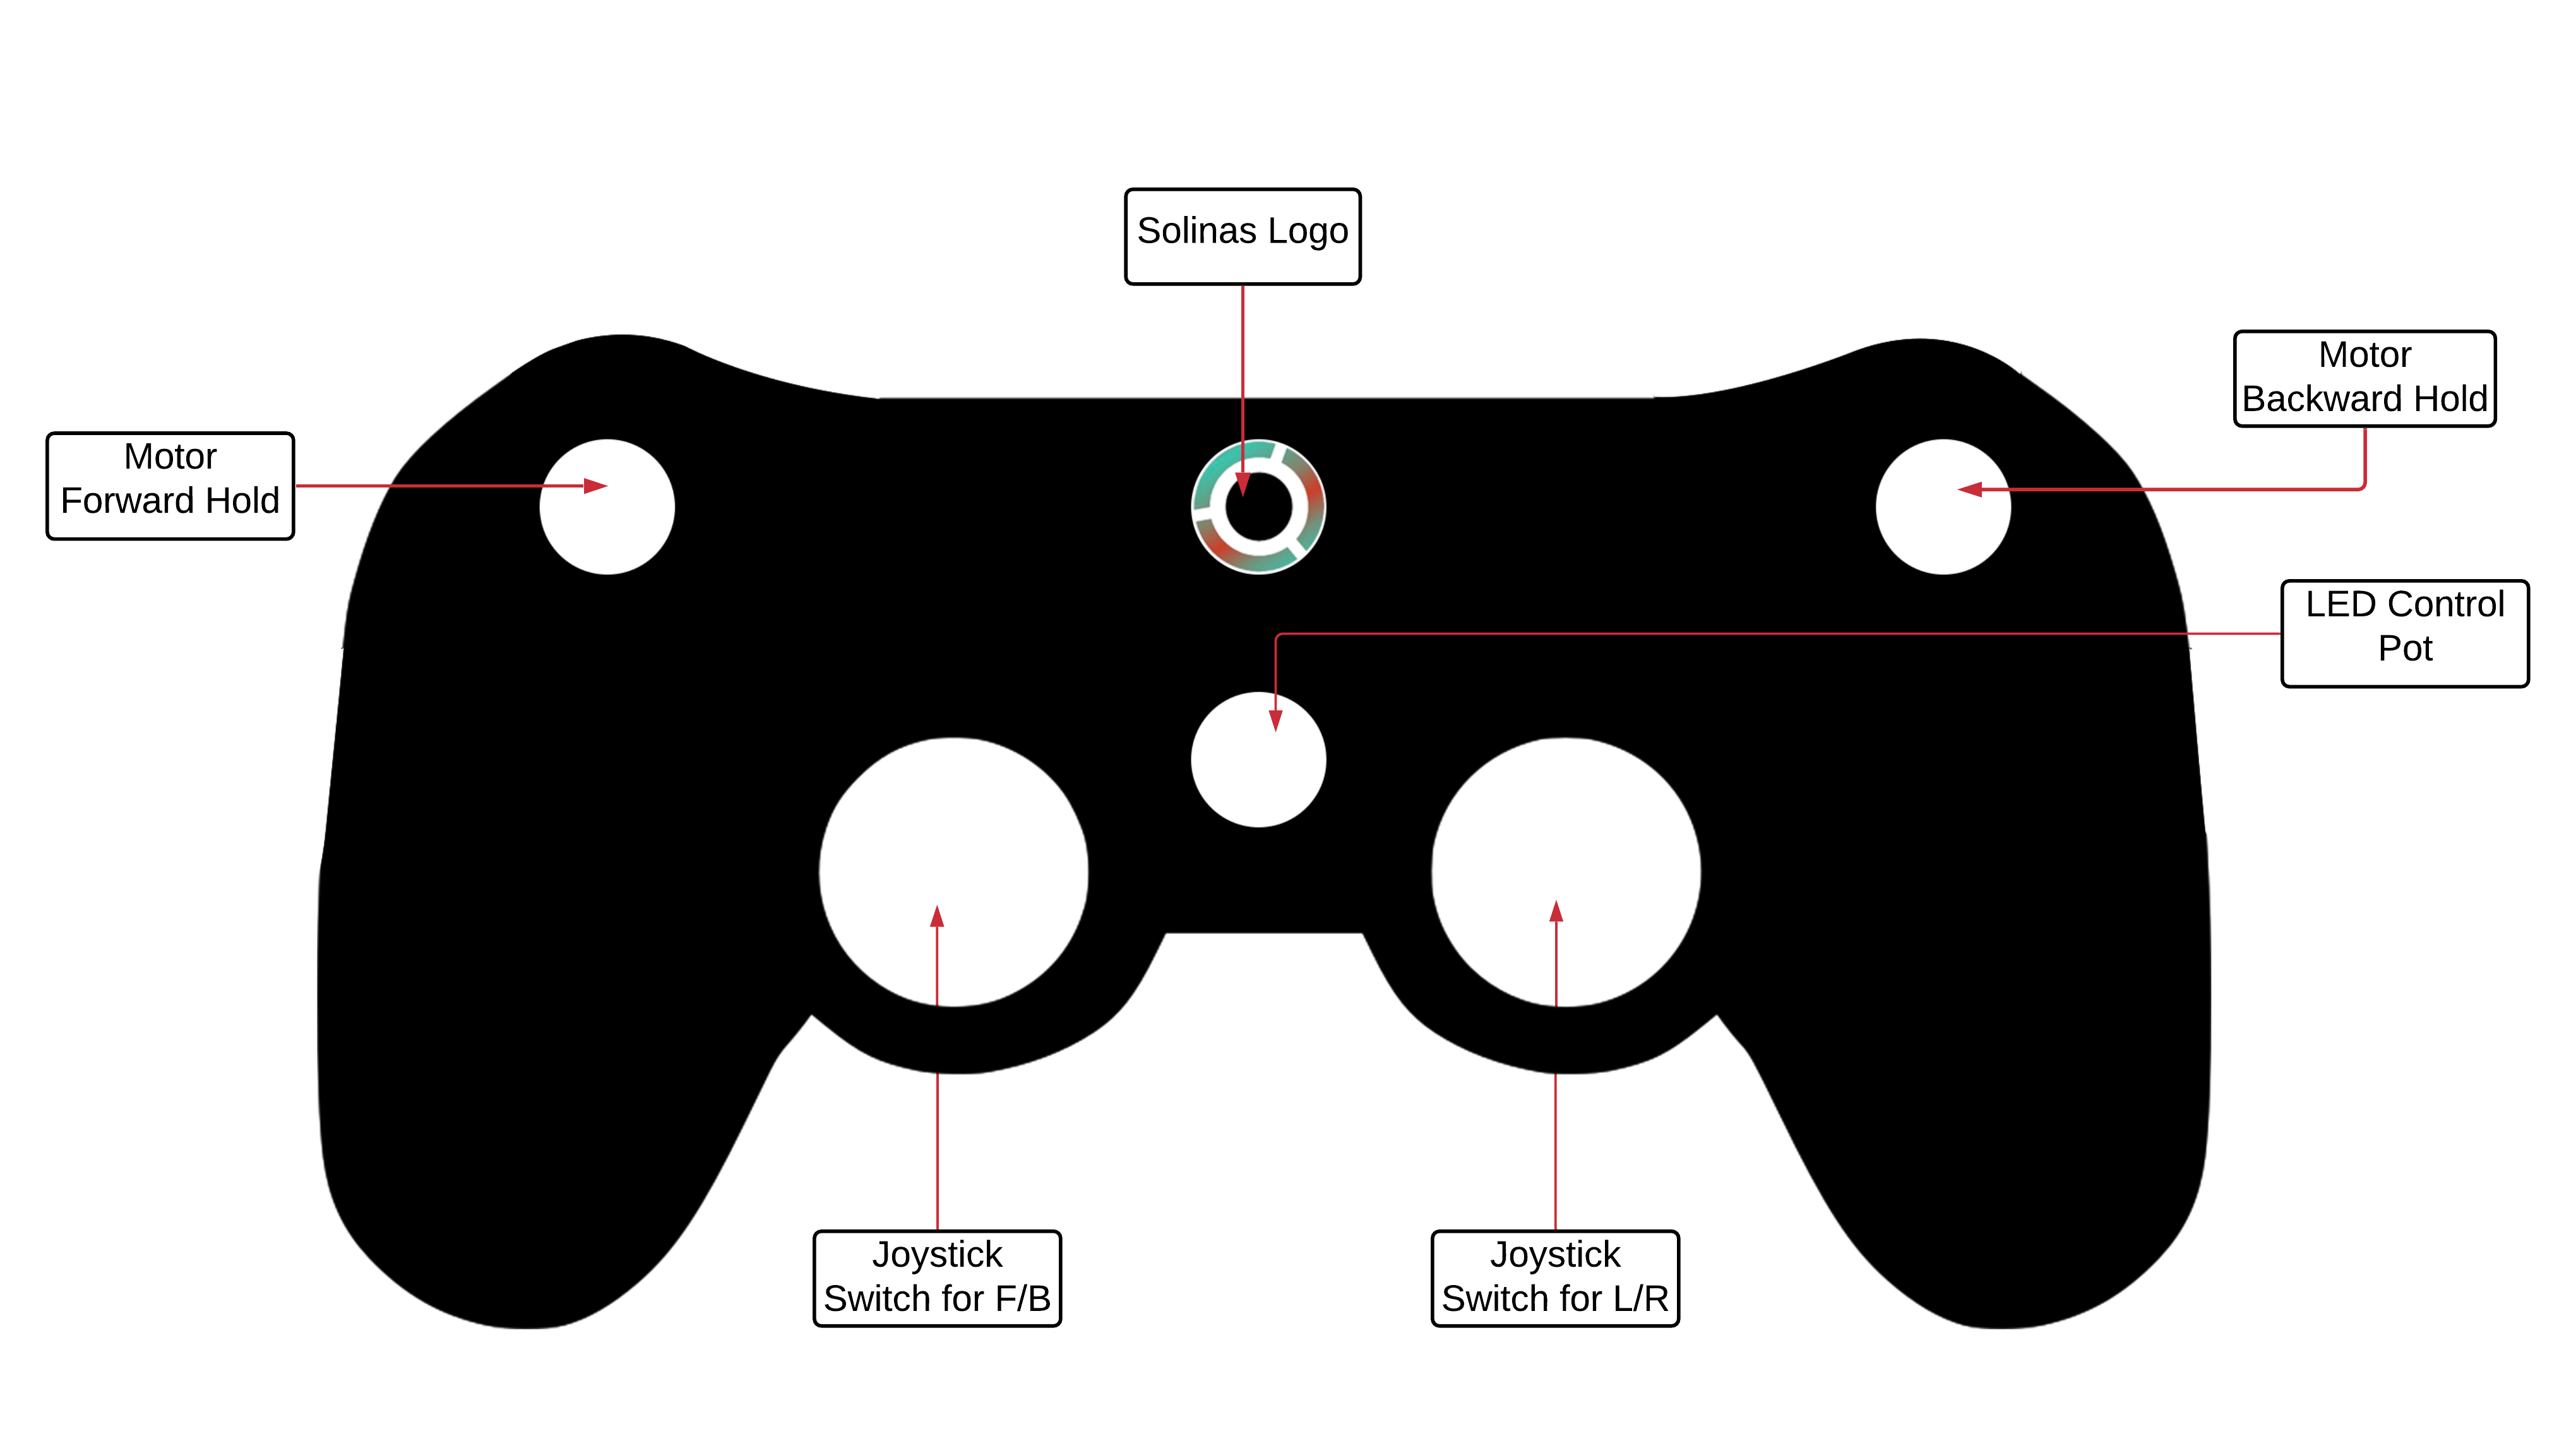 Solinas Logo
Motor
Backward Hold
Motor
Forward Hold
LED Control
Pot
Joystick
Switch for F/B
Joystick
Switch for L/R